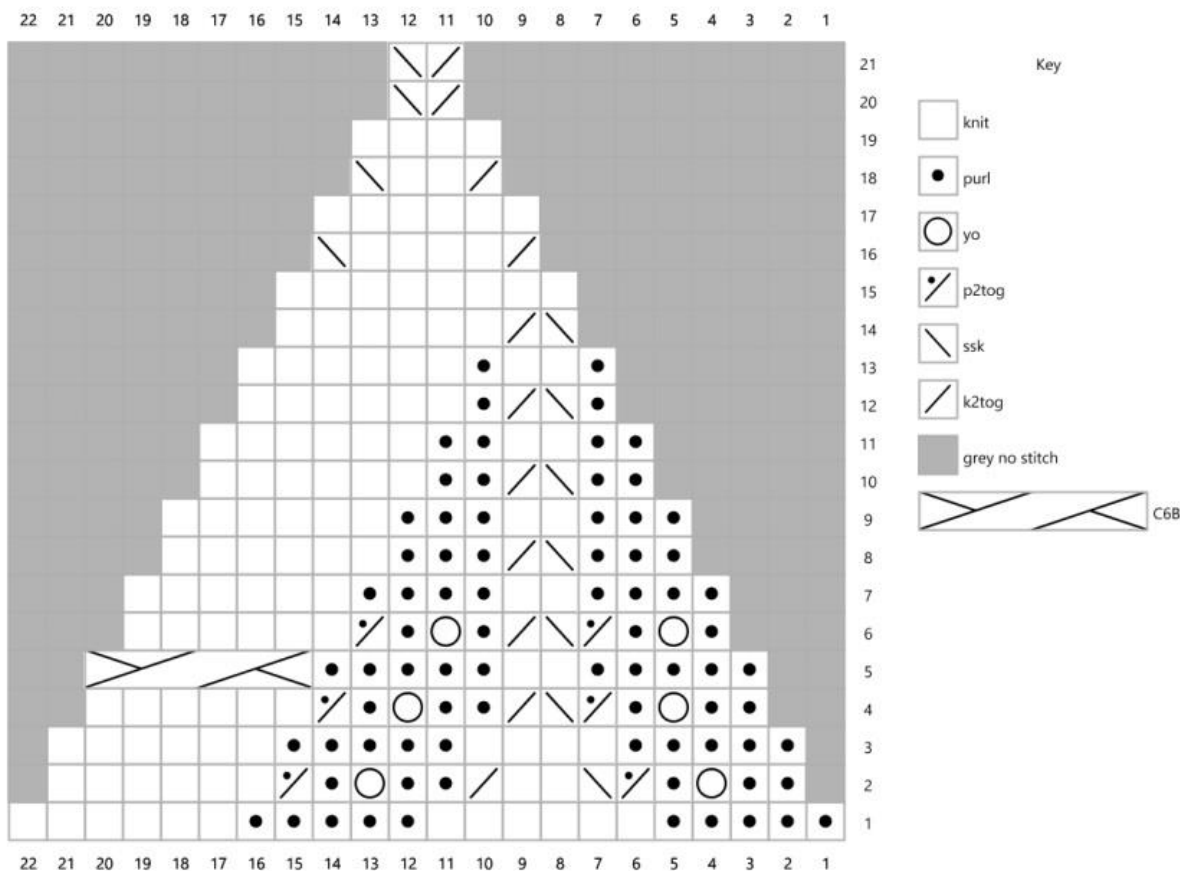 22 21 20 19 18 17 16 15 14 13 12 11 10 9 8 7 6 5 4 3 2 1
21
20
19
18
17
16
15
14
13
12
11
10
9
8
7
6
5
4
3
2
1
22 21 20 19 18 17 16 15 14 13 12 11 10 9 8 7 6 5 4 3 2 1
Key
knit
purl
yo
p2tog
ssk
k2tog
grey no stitch
C6B